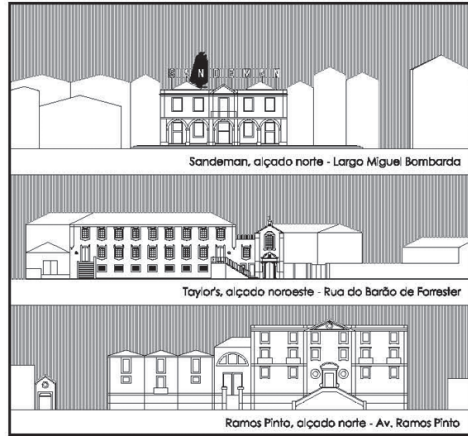 SANDEMAN
Sandeman, alçado norte - Largo Miguel Bombarda
Taylor's, alçado noroeste - Rua do Barão de Forrester
Ramos Pinto, alçado norte - Av. Ramos Pinto